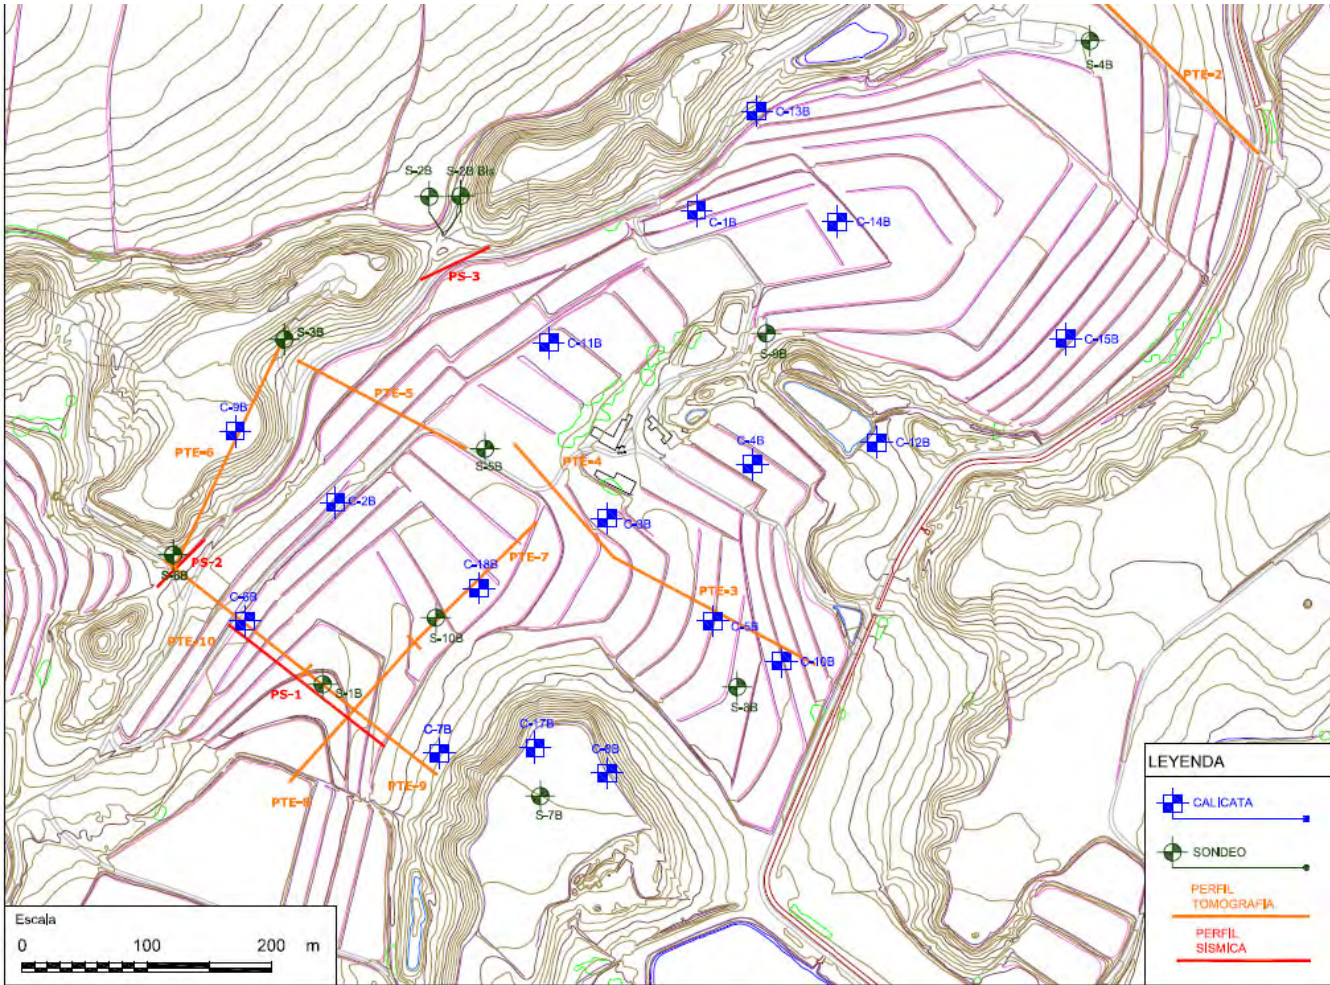 S-4B
PTE-2
C-13B
S-2B
S-2B Bis
C-1B
C-14B
PS-3
S-3B
C-11B
S-9B
C-15B
PTE-5
C-9B
PTE-6
S-5B
PTE-4
C-4B
C-12B
C-2B
C-3B
PTE-7
PS-2
S-6B
C-18B
C-6B
PTE-3
C-5B
S-10B
PTE-10
C-10B
PS-1
S-1B
S-8B
C-7B
C-17B
C-8B
PTE-8
PTE-9
S-7B
LEYENDA
CALICATA
SONDEO
PERFIL
TOMOGRAFIA
PERFIL
SÍSMICA
Escala
0 100 200 m